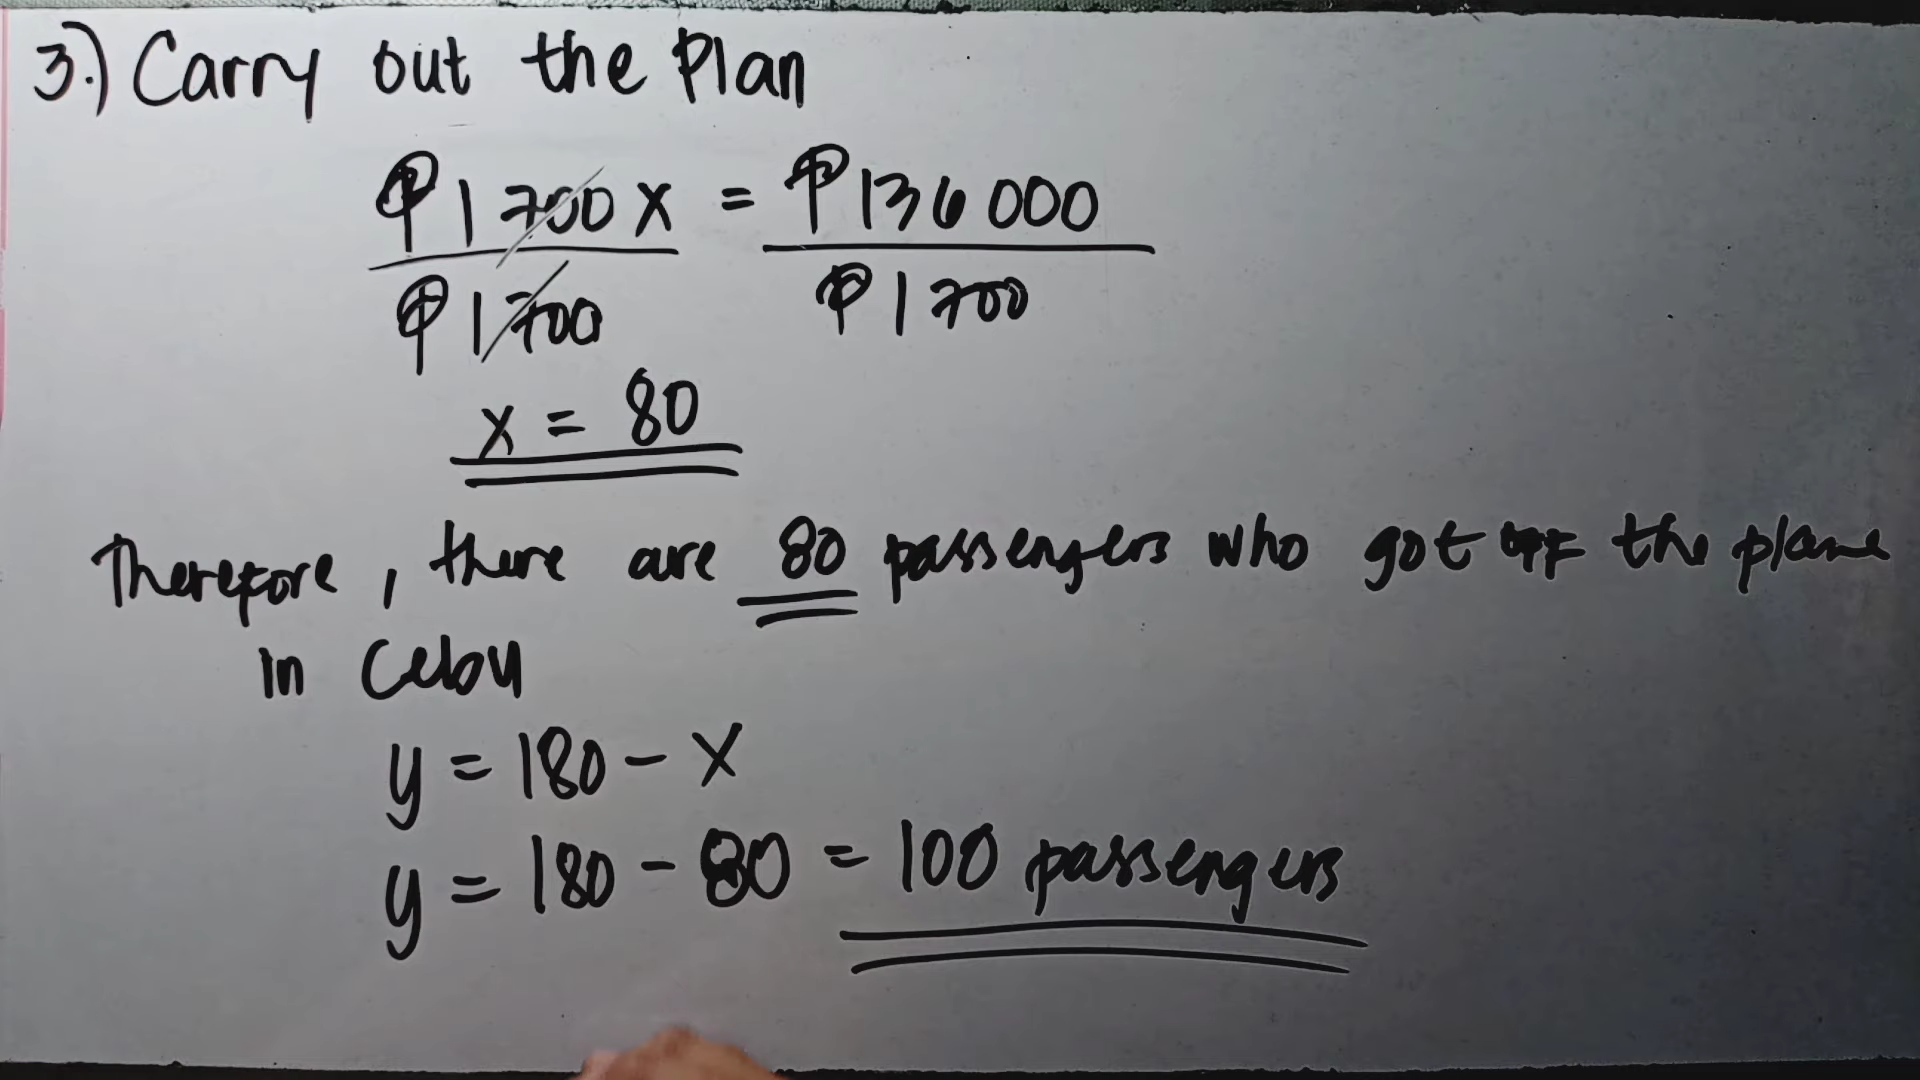 3.) Carry out the Plan
₱1 700 x = ₱136 000
₱1 700 ₱1 700
x = 80
Therefore, there are 80 passengers who got off the plane
in Cebu
y = 180 - x
y = 180 - 80 = 100 passengers